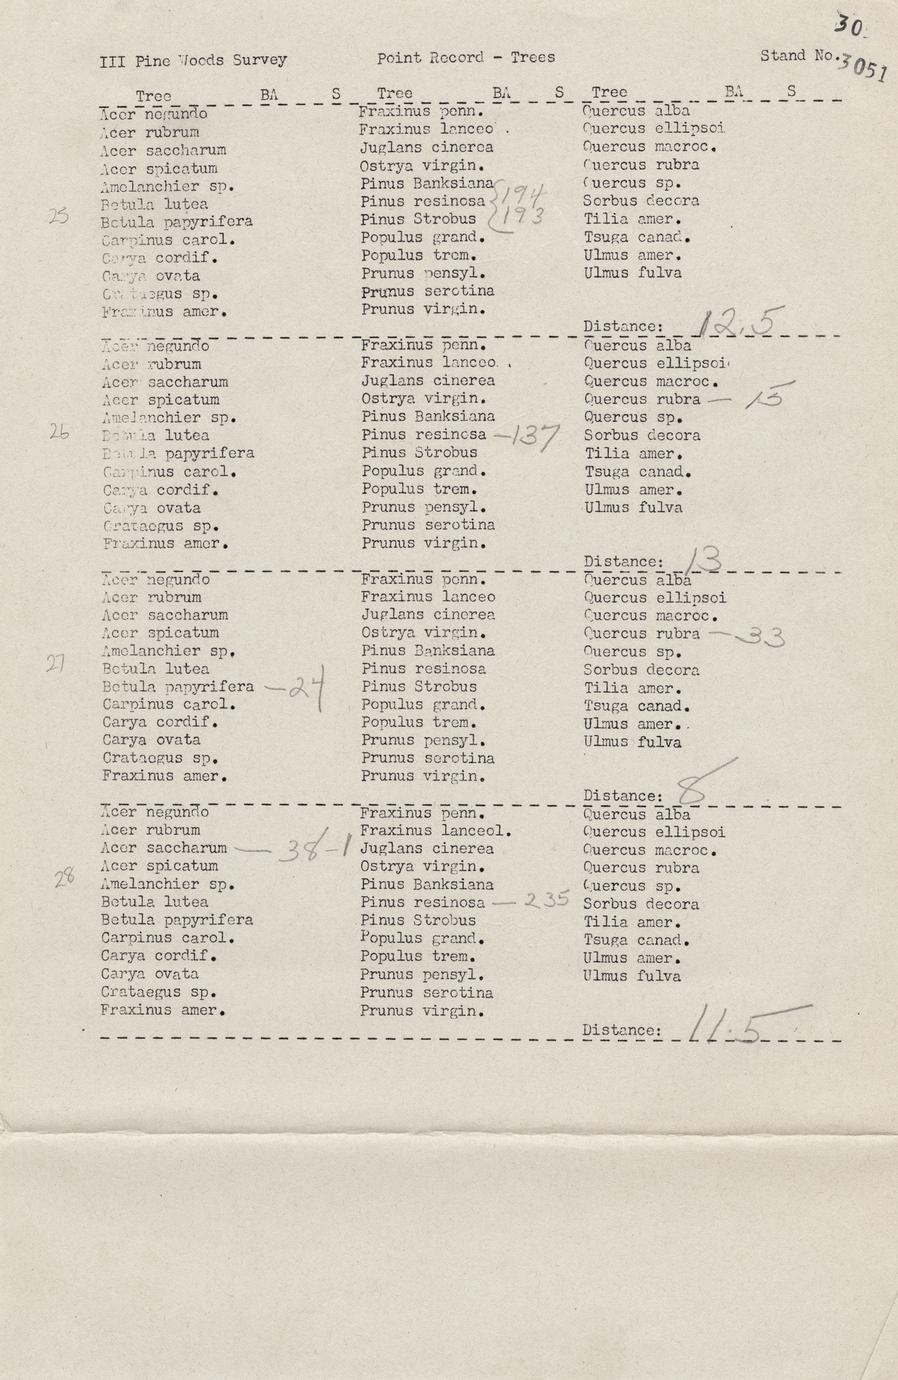 30
III Pine Woods Survey Point Record - Trees Stand No. 3051
Tree BA S Tree BA S Tree BA S
Acer negundo Fraxinus penn. Quercus alba
Acer rubrum Fraxinus lanceo . Quercus ellipsoi
Acer saccharum Juglans cinerea Quercus macroc.
Acer spicatum Ostrya virgin. Quercus rubra
Amelanchier sp. Pinus Banksiana Quercus sp.
25 Betula lutea Pinus resinosa 194 Sorbus decora
Betula papyrifera Pinus Strobus 193 Tilia amer.
Carpinus carol. Populus grand. Tsuga canad.
Carya cordif. Populus trem. Ulmus amer.
Carya ovata Prunus pensyl. Ulmus fulva
Crataegus sp. Prunus serotina
Fraxinus amer. Prunus virgin.
Distance: 12.5
Acer negundo Fraxinus penn. Quercus alba
Acer rubrum Fraxinus lanceo. . Quercus ellipsoi
Acer saccharum Juglans cinerea Quercus macroc.
Acer spicatum Ostrya virgin. Quercus rubra — 15
Amelanchier sp. Pinus Banksiana Quercus sp.
26 Betula lutea Pinus resinosa — 137 Sorbus decora
Betula papyrifera Pinus Strobus Tilia amer.
Carpinus carol. Populus grand. Tsuga canad.
Carya cordif. Populus trem. Ulmus amer.
Carya ovata Prunus pensyl. Ulmus fulva
Crataegus sp. Prunus serotina
Fraxinus amer. Prunus virgin.
Distance: 13
Acer negundo Fraxinus penn. Quercus alba
Acer rubrum Fraxinus lanceo Quercus ellipsoi
Acer saccharum Juglans cinerea Quercus macroc.
Acer spicatum Ostrya virgin. Quercus rubra — 33
Amelanchier sp. Pinus Banksiana Quercus sp.
27 Betula lutea Pinus resinosa Sorbus decora
Betula papyrifera — 24 Pinus Strobus Tilia amer.
Carpinus carol. Populus grand. Tsuga canad.
Carya cordif. Populus trem. Ulmus amer..
Carya ovata Prunus pensyl. Ulmus fulva
Crataegus sp. Prunus serotina
Fraxinus amer. Prunus virgin.
Distance: 8
Acer negundo Fraxinus penn. Quercus alba
Acer rubrum Fraxinus lanceol. Quercus ellipsoi
Acer saccharum — 38-1 Juglans cinerea Quercus macroc.
Acer spicatum Ostrya virgin. Quercus rubra
28 Amelanchier sp. Pinus Banksiana Quercus sp.
Betula lutea Pinus resinosa — 235 Sorbus decora
Betula papyrifera Pinus Strobus Tilia amer.
Carpinus carol. Populus grand. Tsuga canad.
Carya cordif. Populus trem. Ulmus amer.
Carya ovata Prunus pensyl. Ulmus fulva
Crataegus sp. Prunus serotina
Fraxinus amer. Prunus virgin.
Distance: 11.5